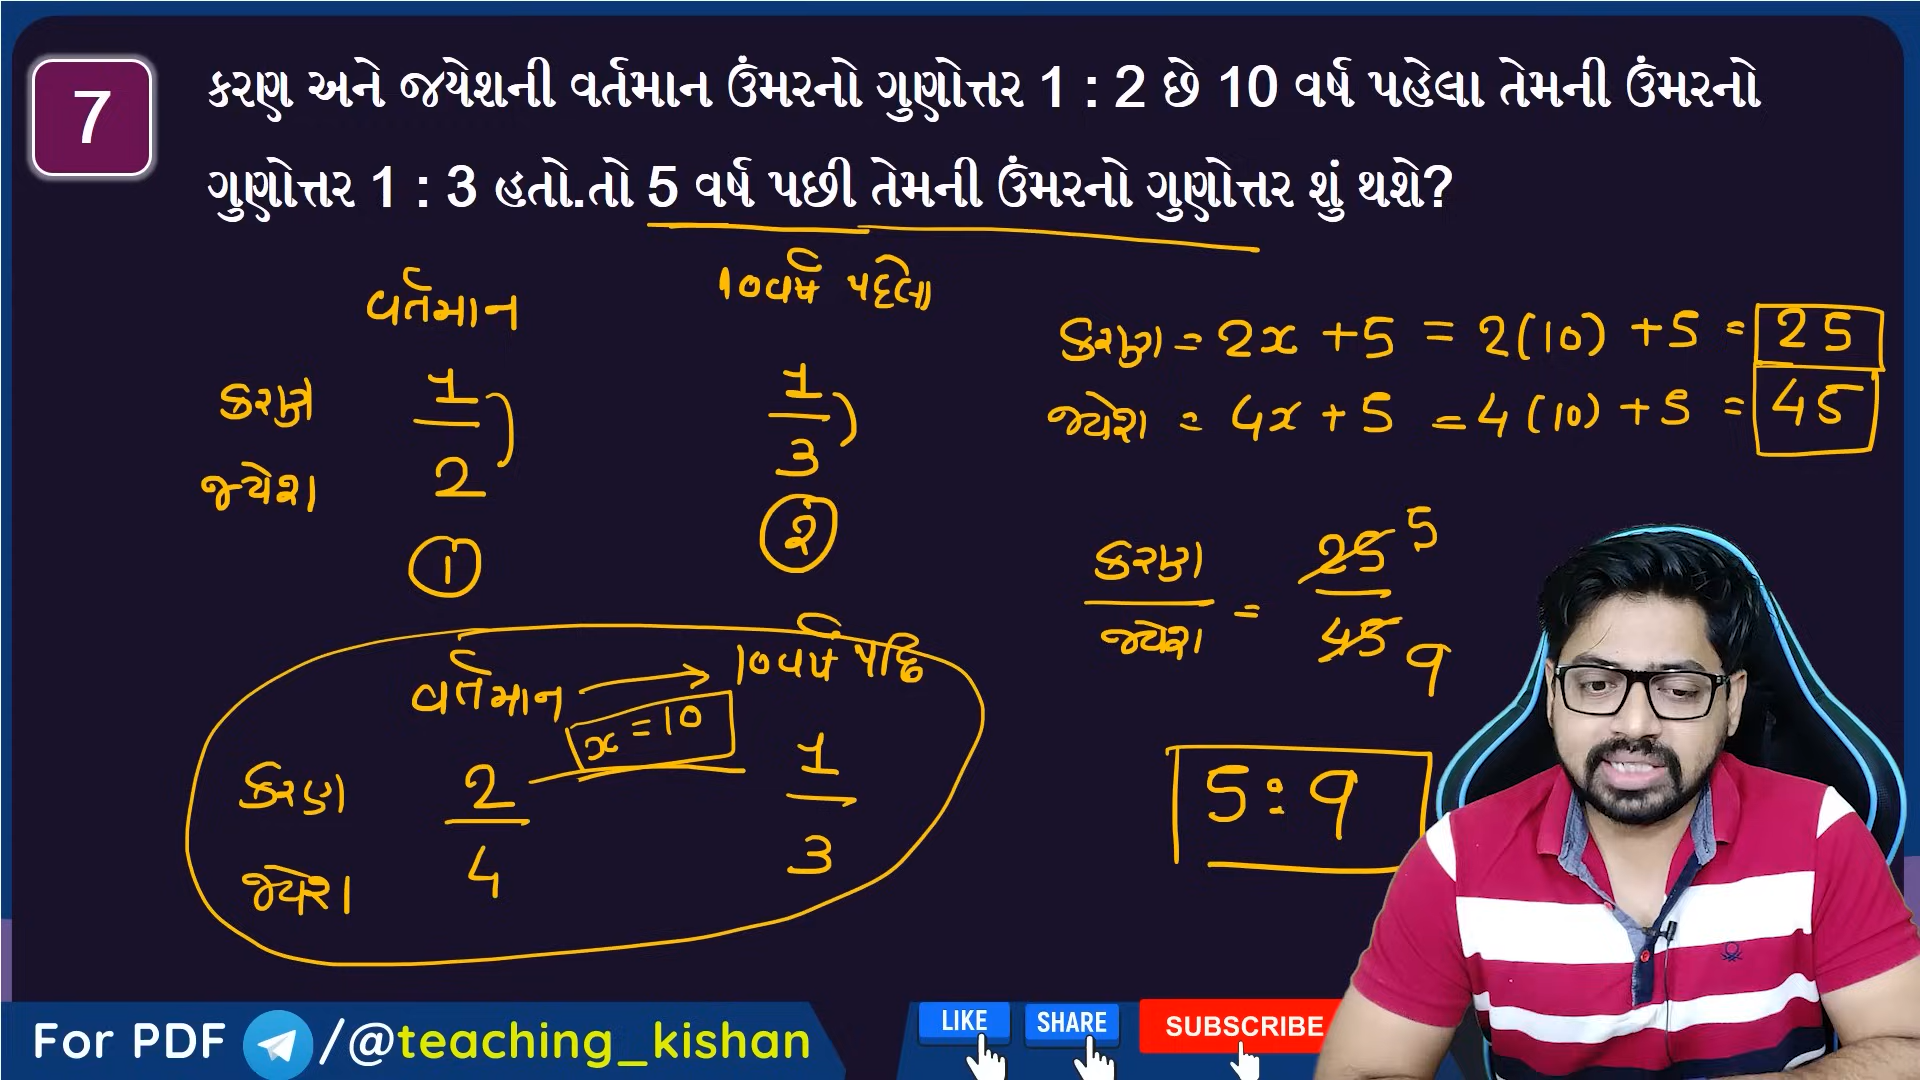 7
કરણ અને જયેશની વર્તમાન ઉંમરનો ગુણોત્તર 1 : 2 છે 10 વર્ષ પહેલા તેમની ઉંમરનો
ગુણોત્તર 1 : 3 હતો.તો 5 વર્ષ પછી તેમની ઉંમરનો ગુણોત્તર શું થશે?
વર્તમાન
10વર્ષ પહેલા
કરણ 1 1
જયેશ 2 3
1 2
કરણ = 2x + 5 = 2(10) + 5 = 25
જયેશ = 4x + 5 = 4(10) + 5 = 45
કરણ = 25 5
જયેશ 45 9
5 : 9
વર્તમાન → 10વર્ષ પછિ
x = 10
કરણ 2 1
જયેશ 4 3
For PDF /@teaching_kishan
LIKE SHARE SUBSCRIBE